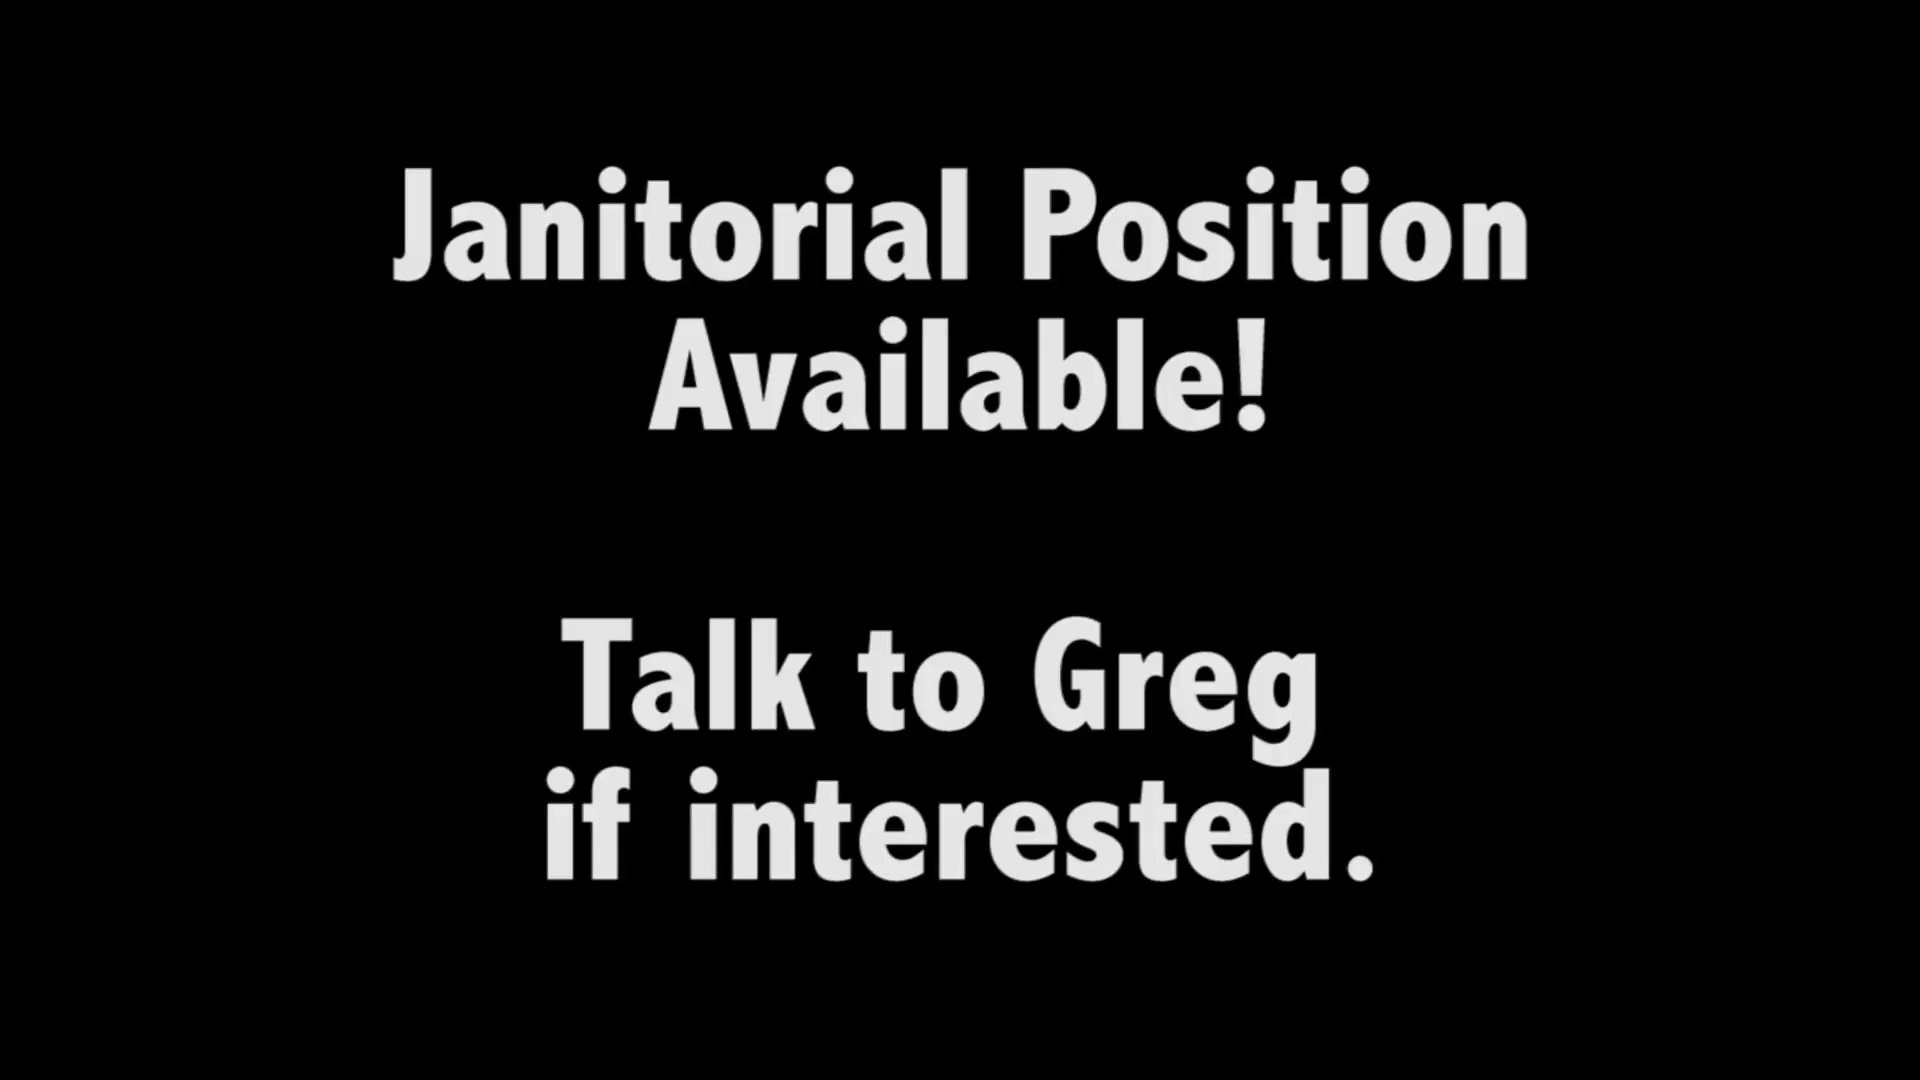 Janitorial Position
Available!
Talk to Greg
if interested.